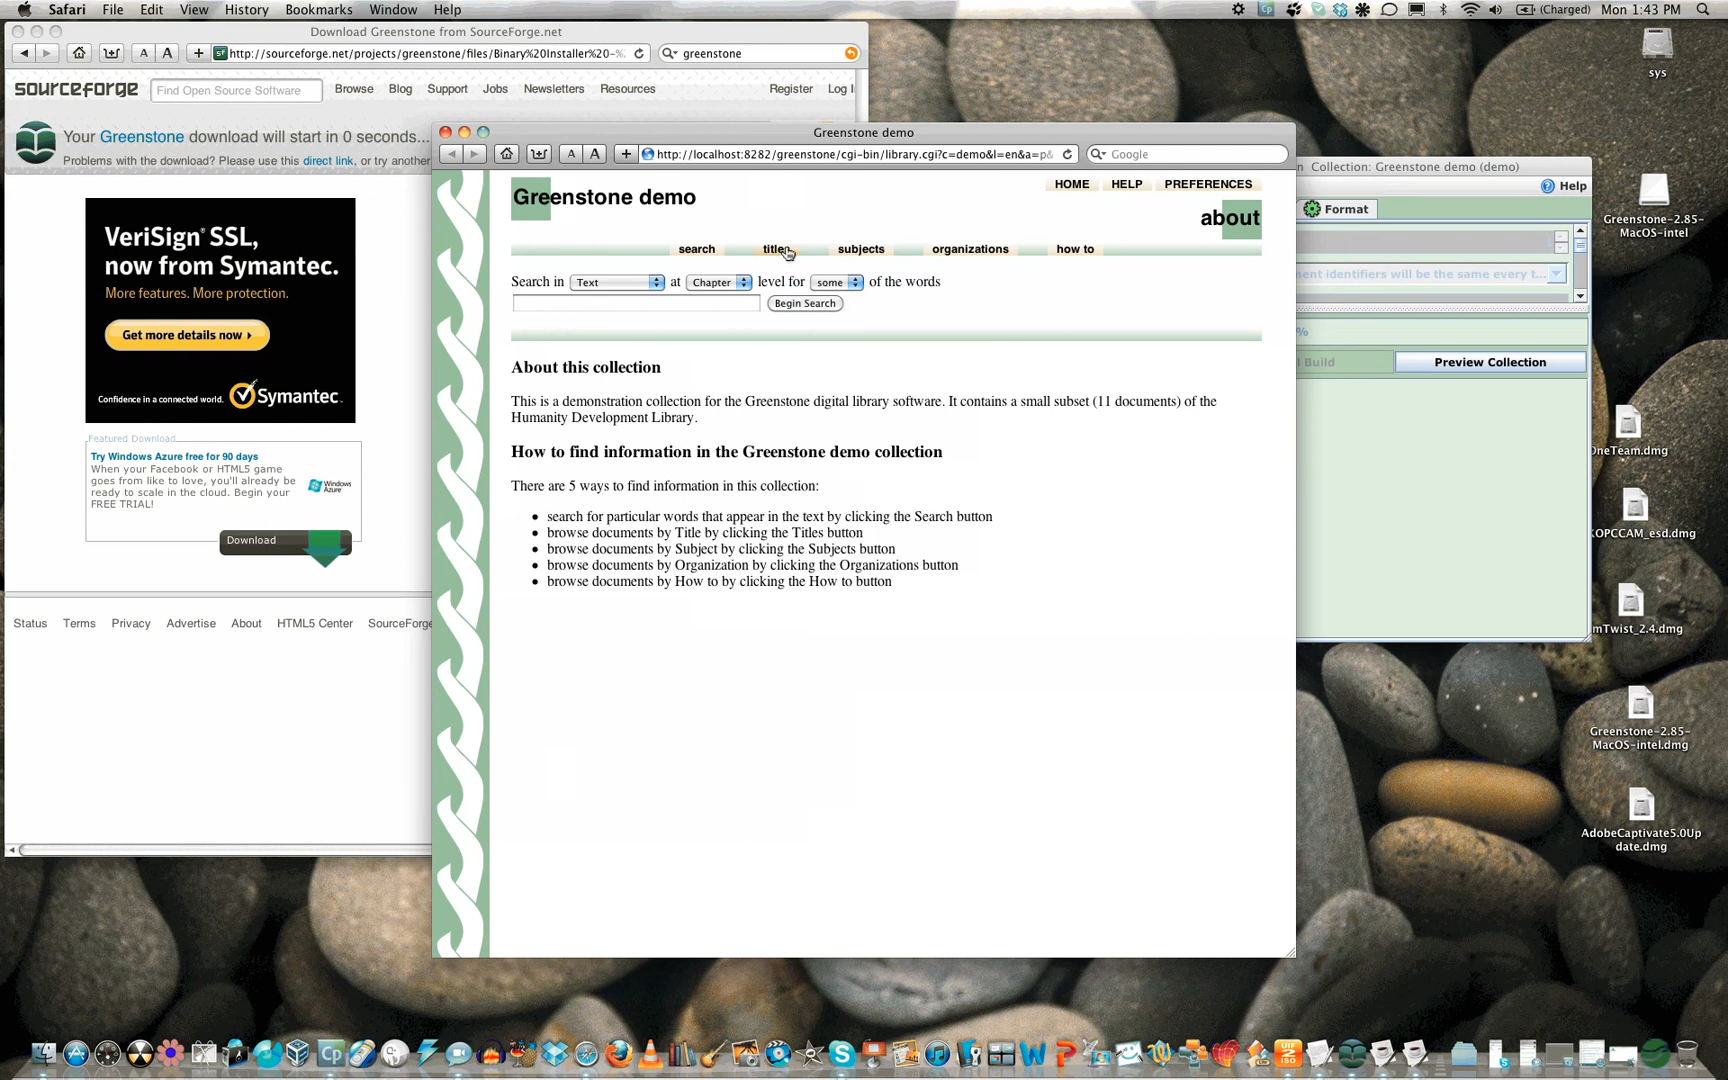 Safari File Edit View History Bookmarks Window Help
(Charged) Mon 1:43 PM
Download Greenstone from SourceForge.net
A A + sf http://sourceforge.net/projects/greenstone/files/Binary%20Installer%20-% greenstone
sourceforge Find Open Source Software Browse Blog Support Jobs Newsletters Resources Register Log I
Your Greenstone download will start in 0 seconds...
Problems with the download? Please use this direct link, or try another
VeriSign® SSL,
now from Symantec.
More features. More protection.
Get more details now
Confidence in a connected world. Symantec.
Featured Download
Try Windows Azure free for 90 days
When your Facebook or HTML5 game
goes from like to love, you'll already be
ready to scale in the cloud. Begin your
FREE TRIAL!
Windows
Azure
Download
Status Terms Privacy Advertise About HTML5 Center SourceForge
Greenstone demo
A A + http://localhost:8282/greenstone/cgi-bin/library.cgi?c=demo&l=en&a=p& Google
Greenstone demo
HOME HELP PREFERENCES
about
search titles subjects organizations how to
Search in Text at Chapter level for some of the words
Begin Search
About this collection
This is a demonstration collection for the Greenstone digital library software. It contains a small subset (11 documents) of the
Humanity Development Library.
How to find information in the Greenstone demo collection
There are 5 ways to find information in this collection:
• search for particular words that appear in the text by clicking the Search button
• browse documents by Title by clicking the Titles button
• browse documents by Subject by clicking the Subjects button
• browse documents by Organization by clicking the Organizations button
• browse documents by How to by clicking the How to button
n Collection: Greenstone demo (demo)
Help
Format
ent identifiers will be the same every t...
%
l Build Preview Collection
sys
Greenstone-2.85-
MacOS-intel
OneTeam.dmg
KOPCCAM_esd.dmg
mTwist_2.4.dmg
Greenstone-2.85-
MacOS-intel.dmg
AdobeCaptivate5.0Up
date.dmg
Cp
W
P
UIF
2
ISO